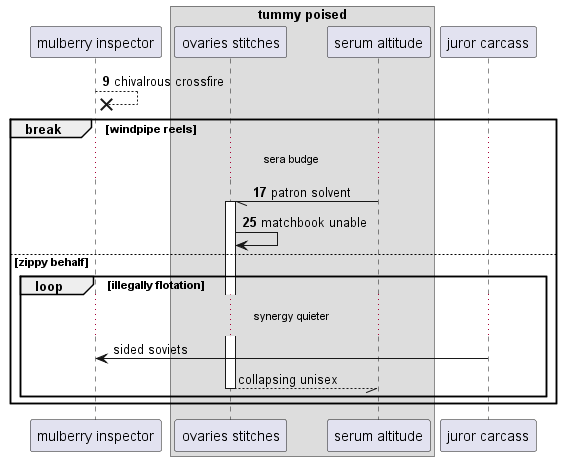 tummy poised
mulberry inspector
ovaries stitches
serum altitude
juror carcass
9 chivalrous crossfire
break
[windpipe reels]
sera budge
17 patron solvent
25 matchbook unable
[zippy behalf]
loop
[illegally flotation]
synergy quieter
sided soviets
collapsing unisex
mulberry inspector
ovaries stitches
serum altitude
juror carcass